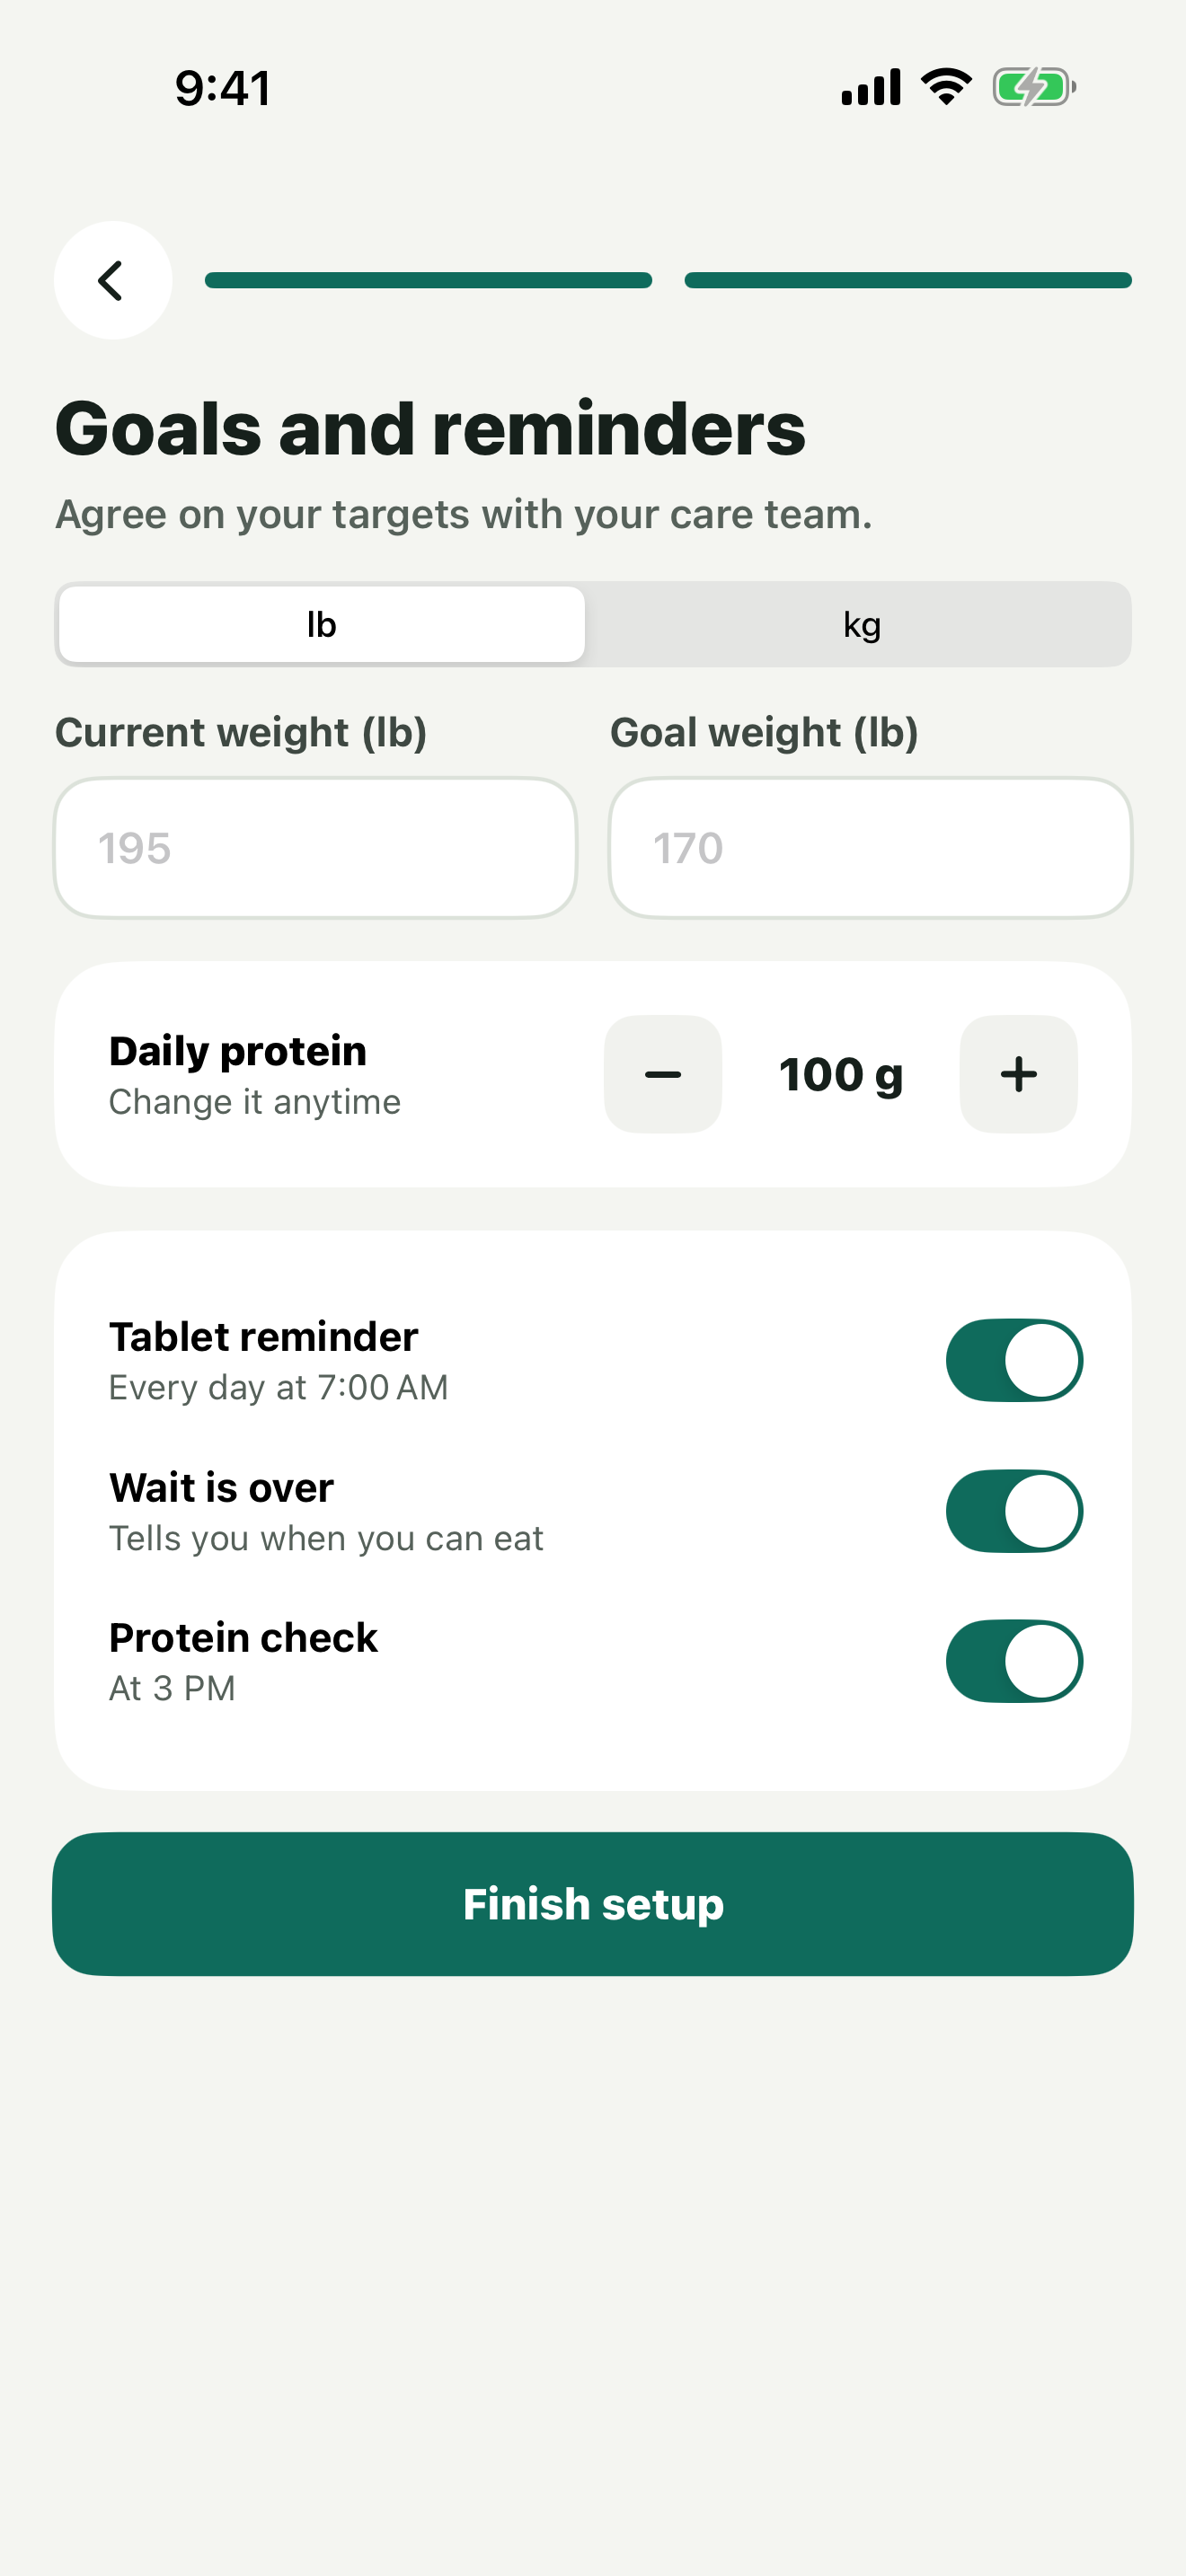 9:41
Goals and reminders
Agree on your targets with your care team.
lb
kg
Current weight (lb)
Goal weight (lb)
195
170
Daily protein
Change it anytime
100 g
Tablet reminder
Every day at 7:00 AM
Wait is over
Tells you when you can eat
Protein check
At 3 PM
Finish setup